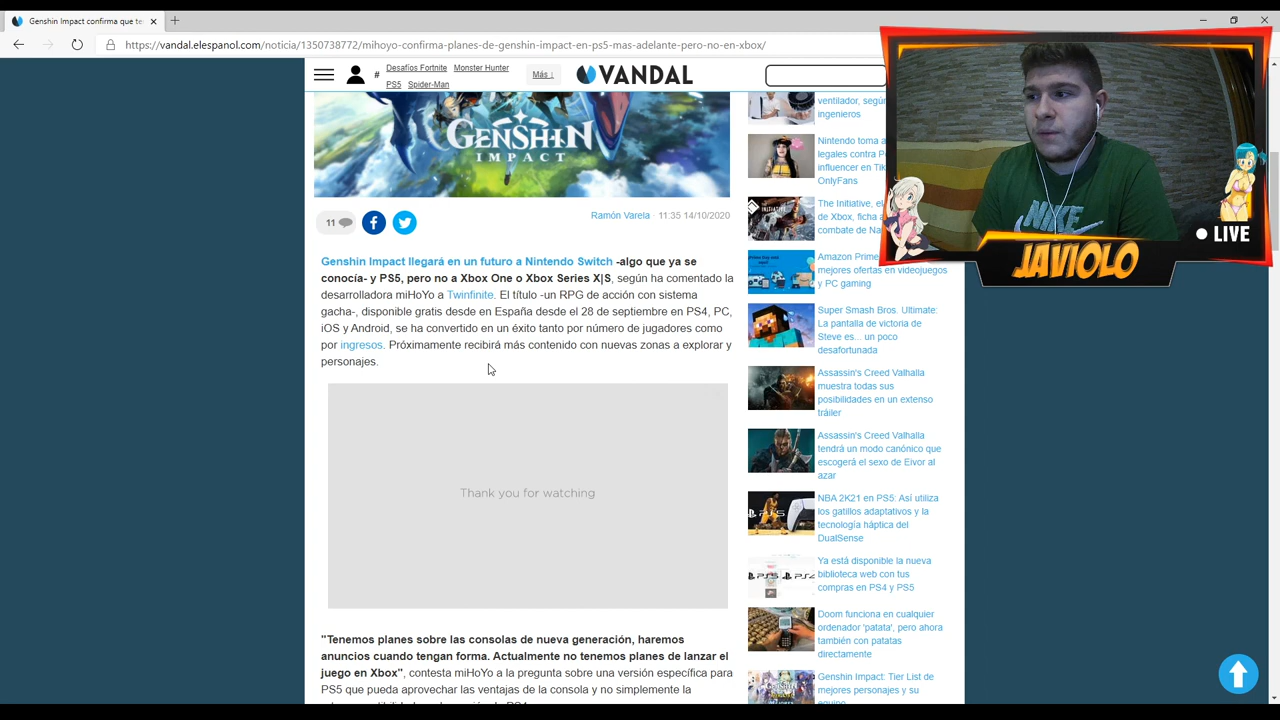 Genshin Impact confirma que te
https://vandal.elespanol.com/noticia/1350738772/mihoyo-confirma-planes-de-genshin-impact-en-ps5-mas-adelante-pero-no-en-xbox/
# Desafíos Fortnite Monster Hunter
PS5 Spider-Man
Más ↓
VANDAL
GENSHIN
IMPACT
11
Ramón Varela · 11:35 14/10/2020
Genshin Impact llegará en un futuro a Nintendo Switch -algo que ya se
conocía- y PS5, pero no a Xbox One o Xbox Series X|S, según ha comentado la
desarrolladora miHoYo a Twinfinite. El título -un RPG de acción con sistema
gacha-, disponible gratis desde en España desde el 28 de septiembre en PS4, PC,
iOS y Android, se ha convertido en un éxito tanto por número de jugadores como
por ingresos. Próximamente recibirá más contenido con nuevas zonas a explorar y
personajes.
Thank you for watching
"Tenemos planes sobre las consolas de nueva generación, haremos
anuncios cuando tengan forma. Actualmente no tenemos planes de lanzar el
juego en Xbox", contesta miHoYo a la pregunta sobre una versión específica para
PS5 que pueda aprovechar las ventajas de la consola y no simplemente la
ventilador, según
ingenieros
Nintendo toma a
legales contra P
influencer en Tik
OnlyFans
The Initiative, el
de Xbox, ficha a
combate de Na
Amazon Prime
mejores ofertas en videojuegos
y PC gaming
Super Smash Bros. Ultimate:
La pantalla de victoria de
Steve es... un poco
desafortunada
Assassin's Creed Valhalla
muestra todas sus
posibilidades en un extenso
tráiler
Assassin's Creed Valhalla
tendrá un modo canónico que
escogerá el sexo de Eivor al
azar
NBA 2K21 en PS5: Así utiliza
los gatillos adaptativos y la
tecnología háptica del
DualSense
Ya está disponible la nueva
biblioteca web con tus
compras en PS4 y PS5
Doom funciona en cualquier
ordenador 'patata', pero ahora
también con patatas
directamente
Genshin Impact: Tier List de
mejores personajes y su
NIKE
LIVE
JAVIOLO